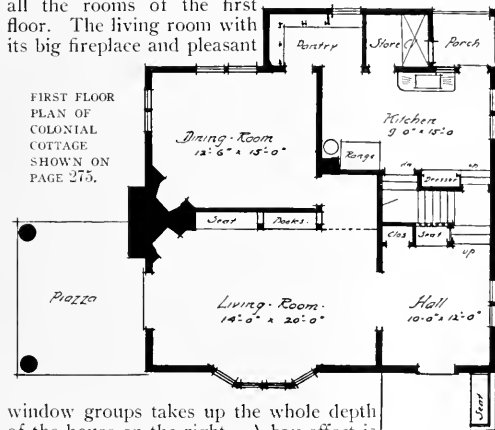 all the rooms of the first
floor. The living room with
its big fireplace and pleasant
FIRST FLOOR
PLAN OF
COLONIAL
COTTAGE
SHOWN ON
PAGE 275.
Pantry
Store
Porch
Dining-Room
12'-6" x 15'-0"
Kitchen
9'-0" x 15'-0
Range
dn
Dresser
up
Seat
Books
Clos
Seat
up
Piazza
Living-Room-
14'-0" x 20'-0"
Hall
10-0" x 12'-0"
Seat
window groups takes up the whole depth
of the house on the right. A bay effect is